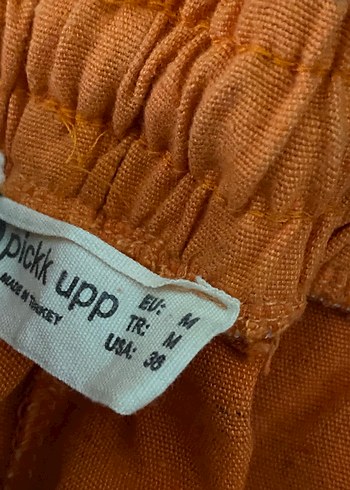 pickk upp
MADE IN TURKEY
EU: M
TR: M
USA: 38